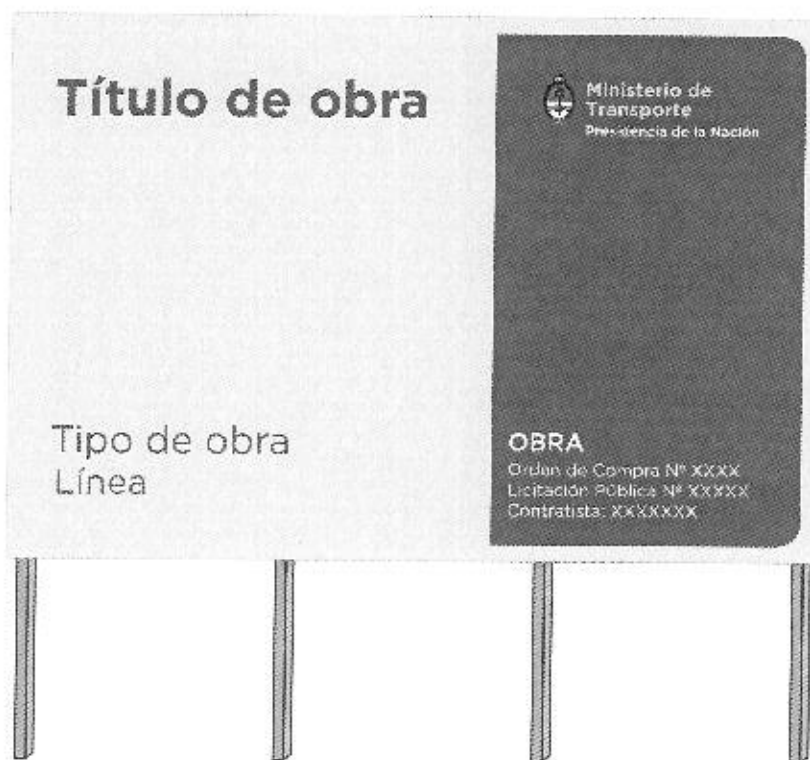 Título de obra
Ministerio de
Transporte
Presidencia de la Nación
Tipo de obra
Línea
OBRA
Orden de Compra Nº XXXX
Licitación Pública Nº XXXXX
Contratista: XXXXXXX